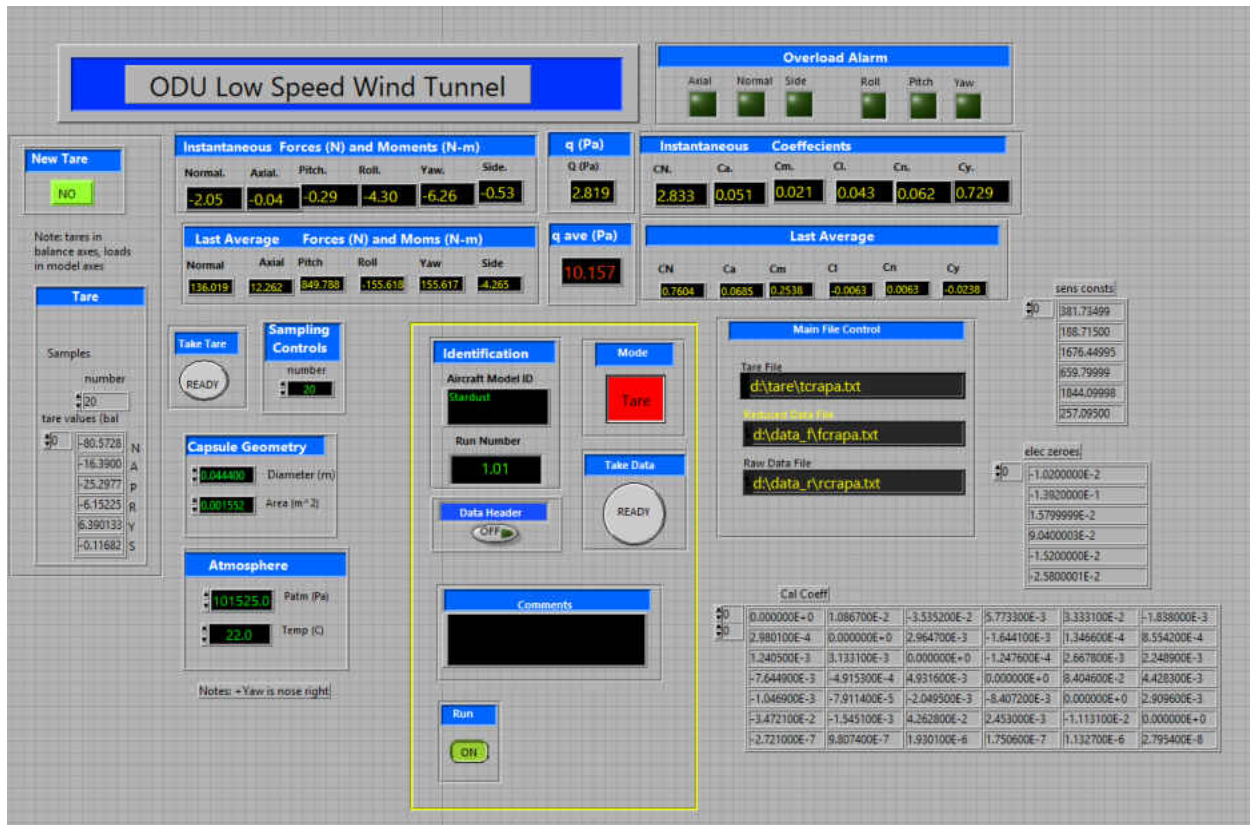 ODU Low Speed Wind Tunnel
Overload Alarm
Axial Normal Side Roll Pitch Yaw
New Tare
NO
Note: tares in
balance axes, loads
in model axes
Instantaneous Forces (N) and Moments (N-m)
Normal. Axial. Pitch. Roll. Yaw. Side.
-2.05 -0.04 -0.29 -4.30 -6.26 -0.53
q (Pa)
Q (Pa)
2.819
Instantaneous Coeffecients
CN. Ca. Cm. Cl. Cn. Cy.
2.833 0.051 0.021 0.043 0.062 0.729
Last Average Forces (N) and Moms (N-m)
Normal Axial Pitch Roll Yaw Side
136.019 12.262 849.788 -155.618 155.617 -4.265
q ave (Pa)
10.157
Last Average
CN Ca Cm Cl Cn Cy
0.7604 0.0685 0.2538 -0.0063 0.0063 -0.0238
Tare
Samples
number
20
tare values (bal
0
-80.5728 N
-16.3900 A
-25.2977 P
-6.15225 R
6.390133 Y
-0.11682 S
Take Tare
READY
Sampling
Controls
number
20
Capsule Geometry
0.044400 Diameter (m)
0.001552 Area (m^2)
Atmosphere
101525.0 Patm (Pa)
22.0 Temp (C)
Notes: +Yaw is nose right
Identification
Aircraft Model ID
Stardust
Run Number
1.01
Data Header
OFF
Mode
Tare
Take Data
READY
Comments
Run
ON
Main File Control
Tare File
d:\tare\tcrapa.txt
Reduced Data File
d:\data_f\fcrapa.txt
Raw Data File
d:\data_r\rcrapa.txt
sens consts
0
381.73499
188.71500
1676.44995
659.79999
1844.09998
257.09500
elec zeroes
0
-1.0200000E-2
-1.3920000E-1
1.5799999E-2
9.0400003E-2
-1.5200000E-2
-2.5800001E-2
Cal Coeff
0
0
0.000000E+0 1.086700E-2 -3.535200E-2 5.773300E-3 3.333100E-2 -1.838000E-3
2.980100E-4 0.000000E+0 2.964700E-3 -1.644100E-3 1.346600E-4 8.554200E-4
1.240500E-3 3.133100E-3 0.000000E+0 -1.247600E-4 2.667800E-3 2.248900E-3
-7.644900E-3 -4.915300E-4 4.931600E-3 0.000000E+0 8.404600E-2 4.428300E-3
-1.046900E-3 -7.911400E-5 -2.049500E-3 -8.407200E-3 0.000000E+0 2.909600E-3
-3.472100E-2 -1.545100E-3 4.262800E-2 2.453000E-3 -1.113100E-2 0.000000E+0
-2.721000E-7 9.807400E-7 1.930100E-6 1.750600E-7 1.132700E-6 2.795400E-8